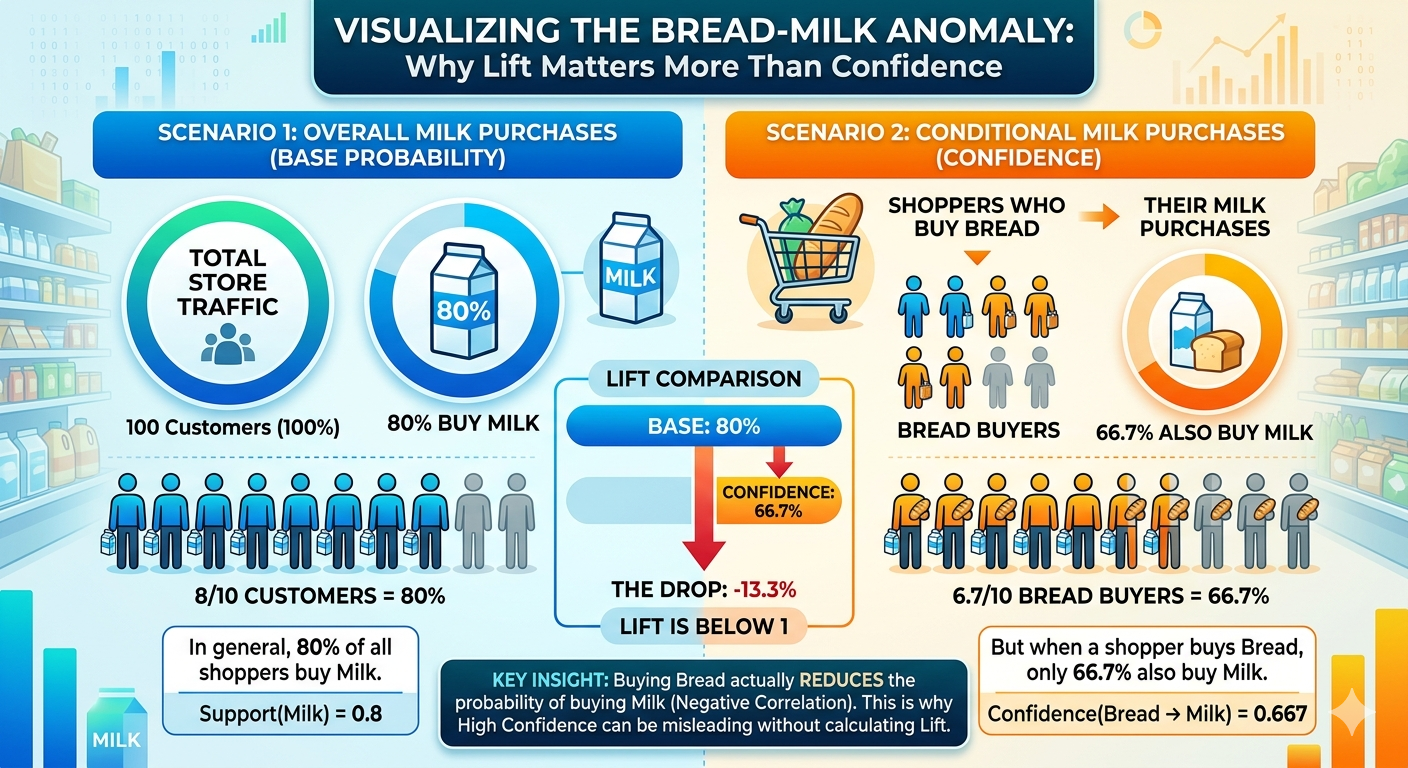 VISUALIZING THE BREAD-MILK ANOMALY:
Why Lift Matters More Than Confidence
SCENARIO 1: OVERALL MILK PURCHASES
(BASE PROBABILITY)
TOTAL
STORE
TRAFFIC
100 Customers (100%)
80%
80% BUY MILK
MILK
8/10 CUSTOMERS = 80%
In general, 80% of all
shoppers buy Milk.
Support(Milk) = 0.8
MILK
LIFT COMPARISON
BASE: 80%
CONFIDENCE:
66.7%
THE DROP: -13.3%
LIFT IS BELOW 1
SCENARIO 2: CONDITIONAL MILK PURCHASES
(CONFIDENCE)
SHOPPERS WHO
BUY BREAD
THEIR MILK
PURCHASES
BREAD BUYERS
66.7% ALSO BUY MILK
6.7/10 BREAD BUYERS = 66.7%
But when a shopper buys Bread,
only 66.7% also buy Milk.
Confidence(Bread → Milk) = 0.667
KEY INSIGHT: Buying Bread actually REDUCES the
probability of buying Milk (Negative Correlation). This is why
High Confidence can be misleading without calculating Lift.